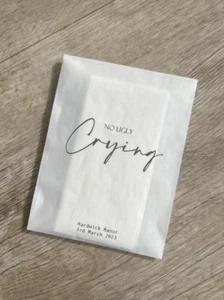 NO UGLY
Crying
Hardwick Manor
3rd March 2023